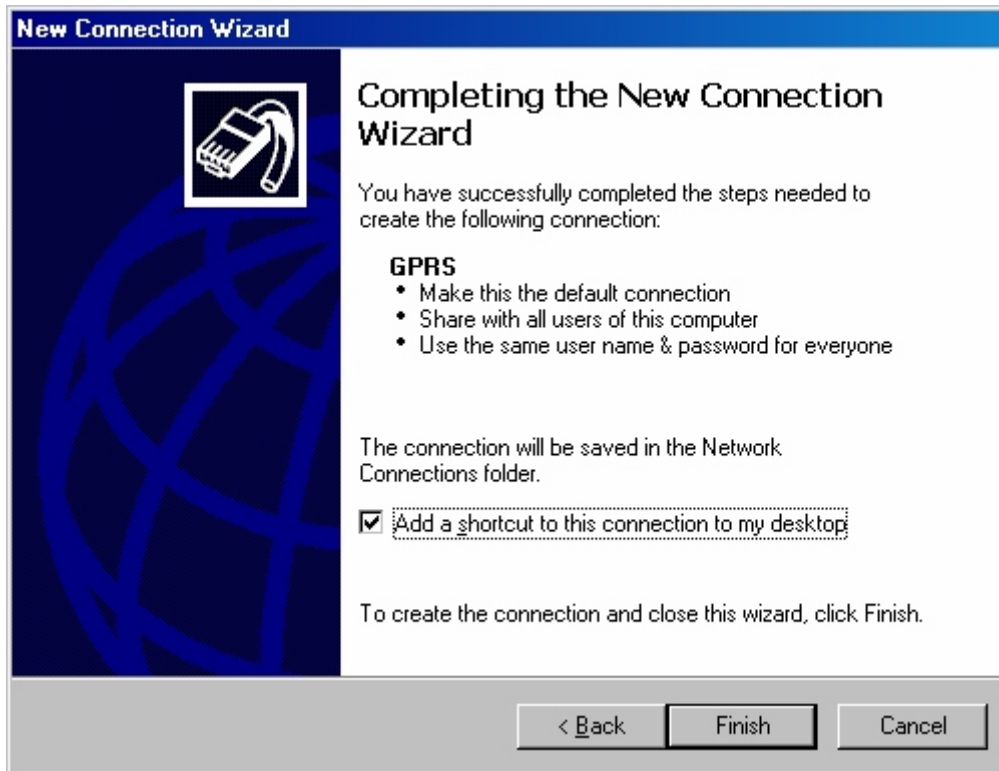 New Connection Wizard
Completing the New Connection
Wizard
You have successfully completed the steps needed to
create the following connection:
GPRS
• Make this the default connection
• Share with all users of this computer
• Use the same user name & password for everyone
The connection will be saved in the Network
Connections folder.
Add a shortcut to this connection to my desktop
To create the connection and close this wizard, click Finish.
< Back
Finish
Cancel